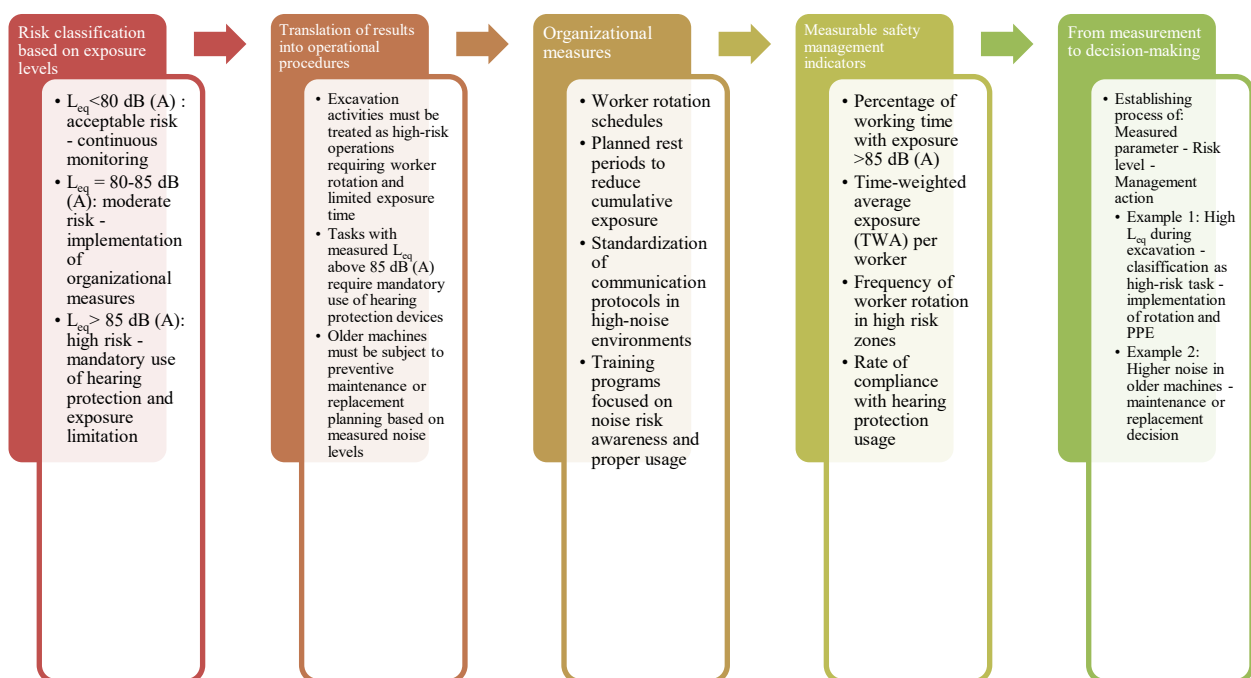 Risk classification
based on exposure
levels
• Leq<80 dB (A) :
acceptable risk
- continuous
monitoring
• Leq = 80-85 dB
(A): moderate
risk -
implementation
of
organizational
measures
• Leq> 85 dB (A):
high risk -
mandatory use
of hearing
protection and
exposure
limitation
Translation of results
into operational
procedures
• Excavation
activities must be
treated as high-risk
operations
requiring worker
rotation and
limited exposure
time
• Tasks with
measured Leq
above 85 dB (A)
require mandatory
use of hearing
protection devices
• Older machines
must be subject to
preventive
maintenance or
replacement
planning based on
measured noise
levels
Organizational
measures
• Worker rotation
schedules
• Planned rest
periods to
reduce
cumulative
exposure
• Standardization
of
communication
protocols in
high-noise
environments
• Training
programs
focused on
noise risk
awareness and
proper usage
Measurable safety
management
indicators
• Percentage of
working time
with exposure
>85 dB (A)
• Time-weighted
average
exposure
(TWA) per
worker
• Frequency of
worker rotation
in high risk
zones
• Rate of
compliance
with hearing
protection
usage
From measurement
to decision-making
• Establishing
process of:
Measured
parameter - Risk
level -
Management
action
• Example 1: High
Leq during
excavation -
clasiffication as
high-risk task -
implementation
of rotation and
PPE
• Example 2:
Higher noise in
older machines -
maintenance or
replacement
decision